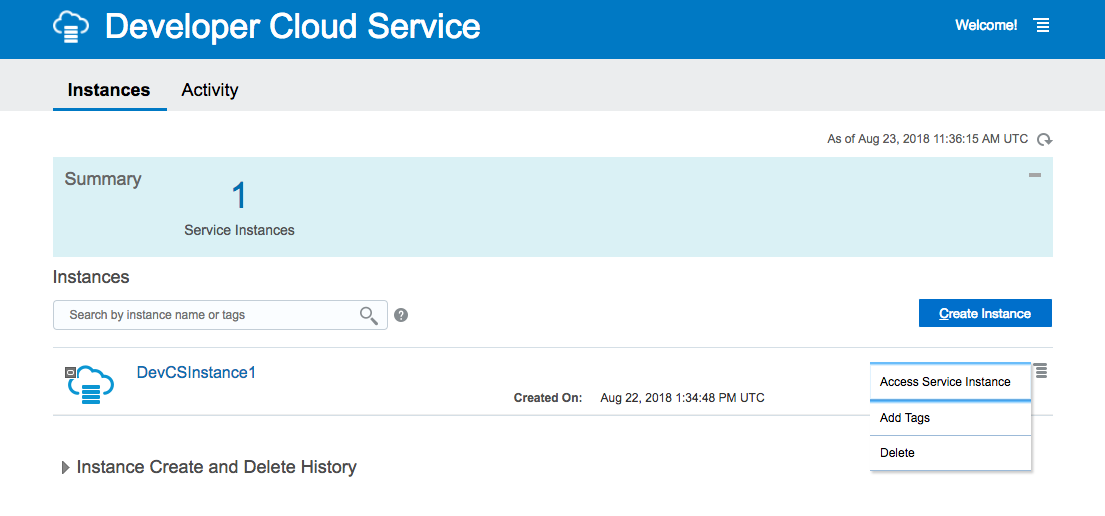 Developer Cloud Service
Welcome!
Instances
Activity
As of Aug 23, 2018 11:36:15 AM UTC
Summary
1
Service Instances
Instances
Search by instance name or tags
?
Create Instance
DevCSInstance1
Created On: Aug 22, 2018 1:34:48 PM UTC
Access Service Instance
Add Tags
Delete
Instance Create and Delete History